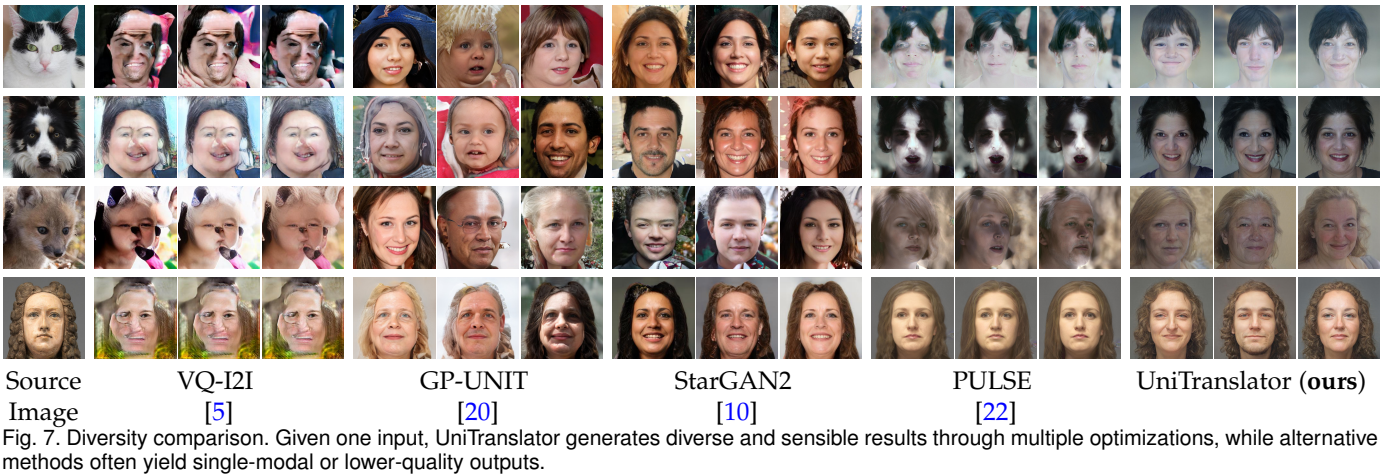 Source Image
VQ-I2I [5]
GP-UNIT [20]
StarGAN2 [10]
PULSE [22]
UniTranslator (ours)
Fig. 7. Diversity comparison. Given one input, UniTranslator generates diverse and sensible results through multiple optimizations, while alternative
methods often yield single-modal or lower-quality outputs.